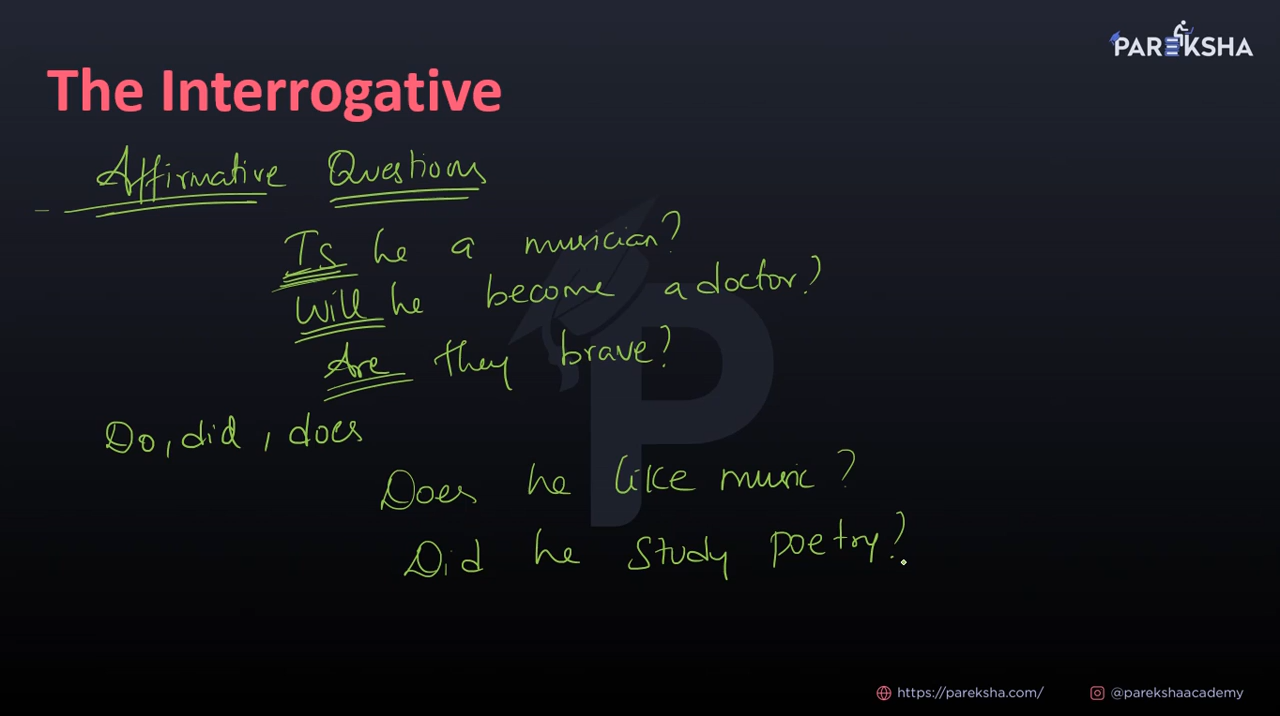 PAREKSHA
The Interrogative
Affirmative Questions
Is he a musician?
Will he become a doctor?
Are they brave?
Do, did, does
Does he like music?
Did he study poetry?
https://pareksha.com/ @parekshaacademy